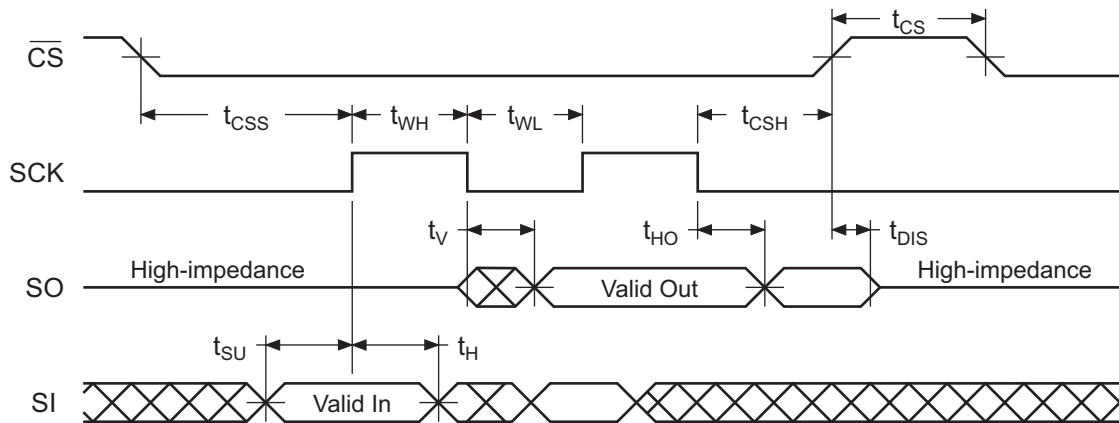 t_CS
C̅S̅
t_CSS t_WH t_WL t_CSH
SCK
t_V t_HO t_DIS
High-impedance High-impedance
SO Valid Out
t_SU t_H
SI Valid In